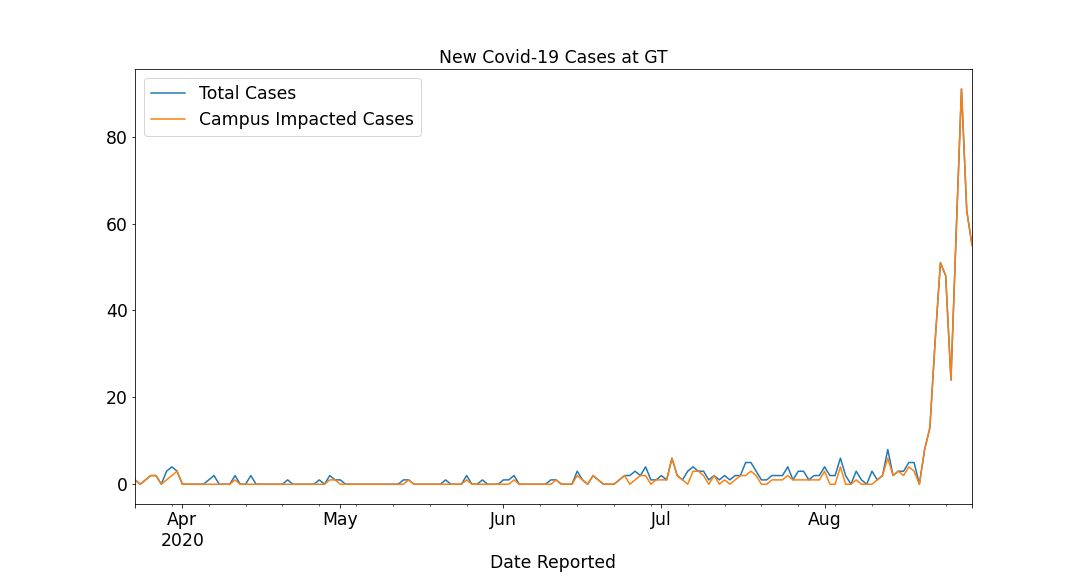 New Covid-19 Cases at GT
Total Cases
Campus Impacted Cases
80
60
40
20
0
Apr May Jun Jul Aug
2020
Date Reported